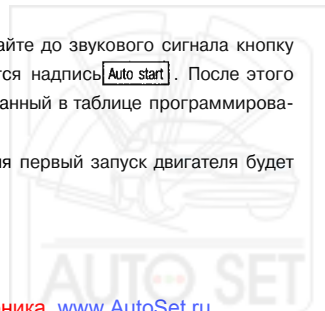 айте до звукового сигнала кнопку
тся надпись Auto start. После этого
анный в таблице программирова-
ия первый запуск двигателя будет
AUTO SET
ника www.AutoSet.ru